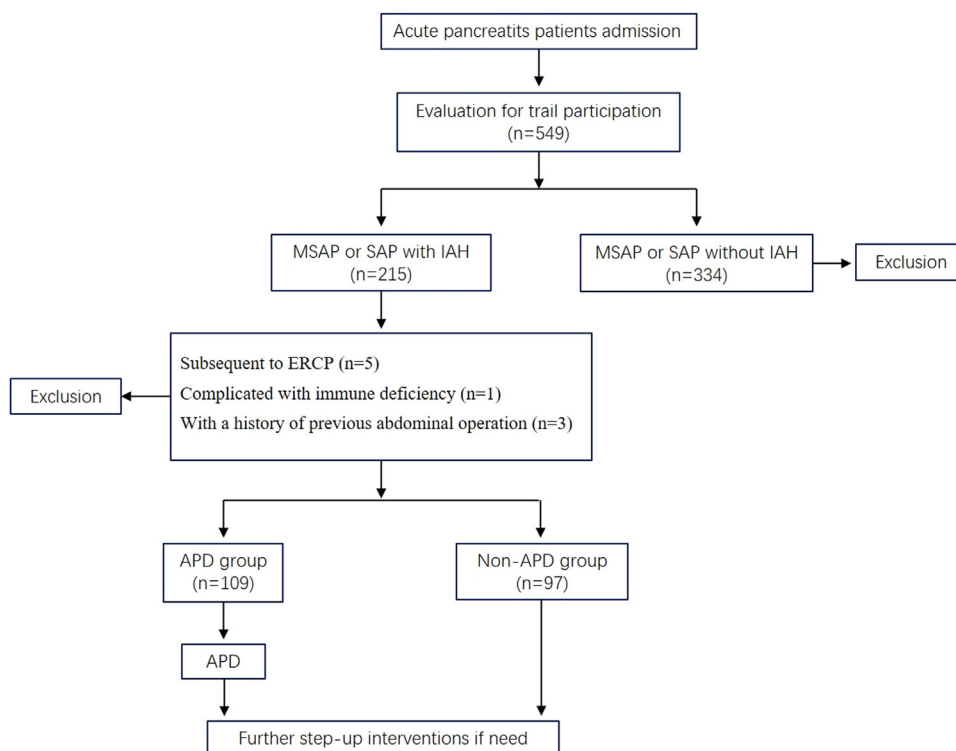 Acute pancreatits patients admission
Evaluation for trail participation
(n=549)
MSAP or SAP with IAH
(n=215)
MSAP or SAP without IAH
(n=334)
Exclusion
Subsequent to ERCP (n=5)
Complicated with immune deficiency (n=1)
With a history of previous abdominal operation (n=3)
Exclusion
APD group
(n=109)
Non-APD group
(n=97)
APD
Further step-up interventions if need